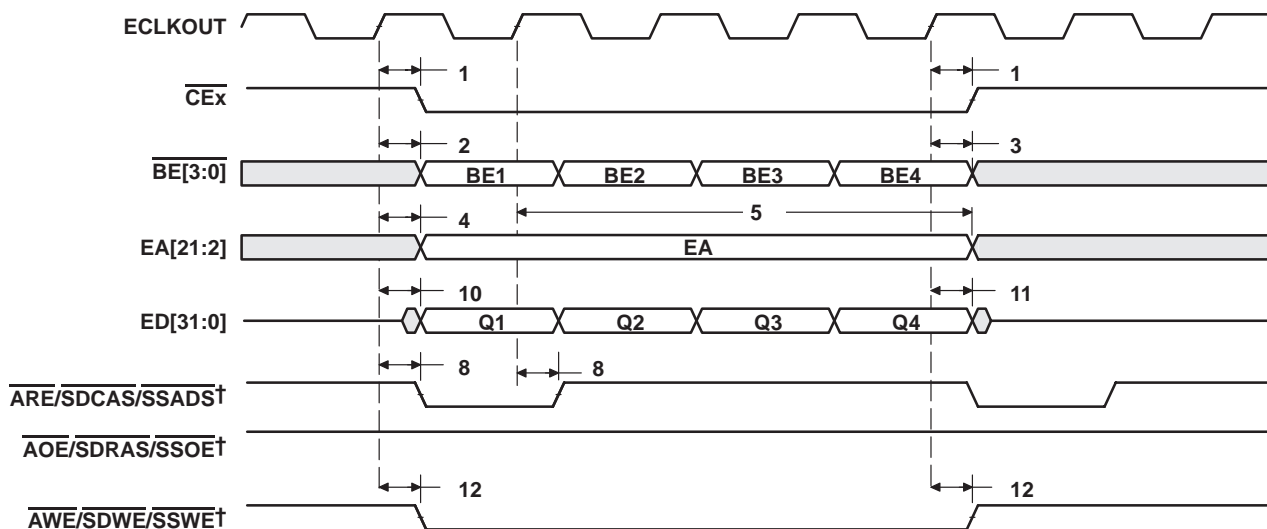 ECLKOUT
1 1
CEx
2 3
BE[3:0] BE1 BE2 BE3 BE4
4 5
EA[21:2] EA
10 11
ED[31:0] Q1 Q2 Q3 Q4
8 8
ARE/SDCAS/SSADS†
AOE/SDRAS/SSOE†
12 12
AWE/SDWE/SSWE†